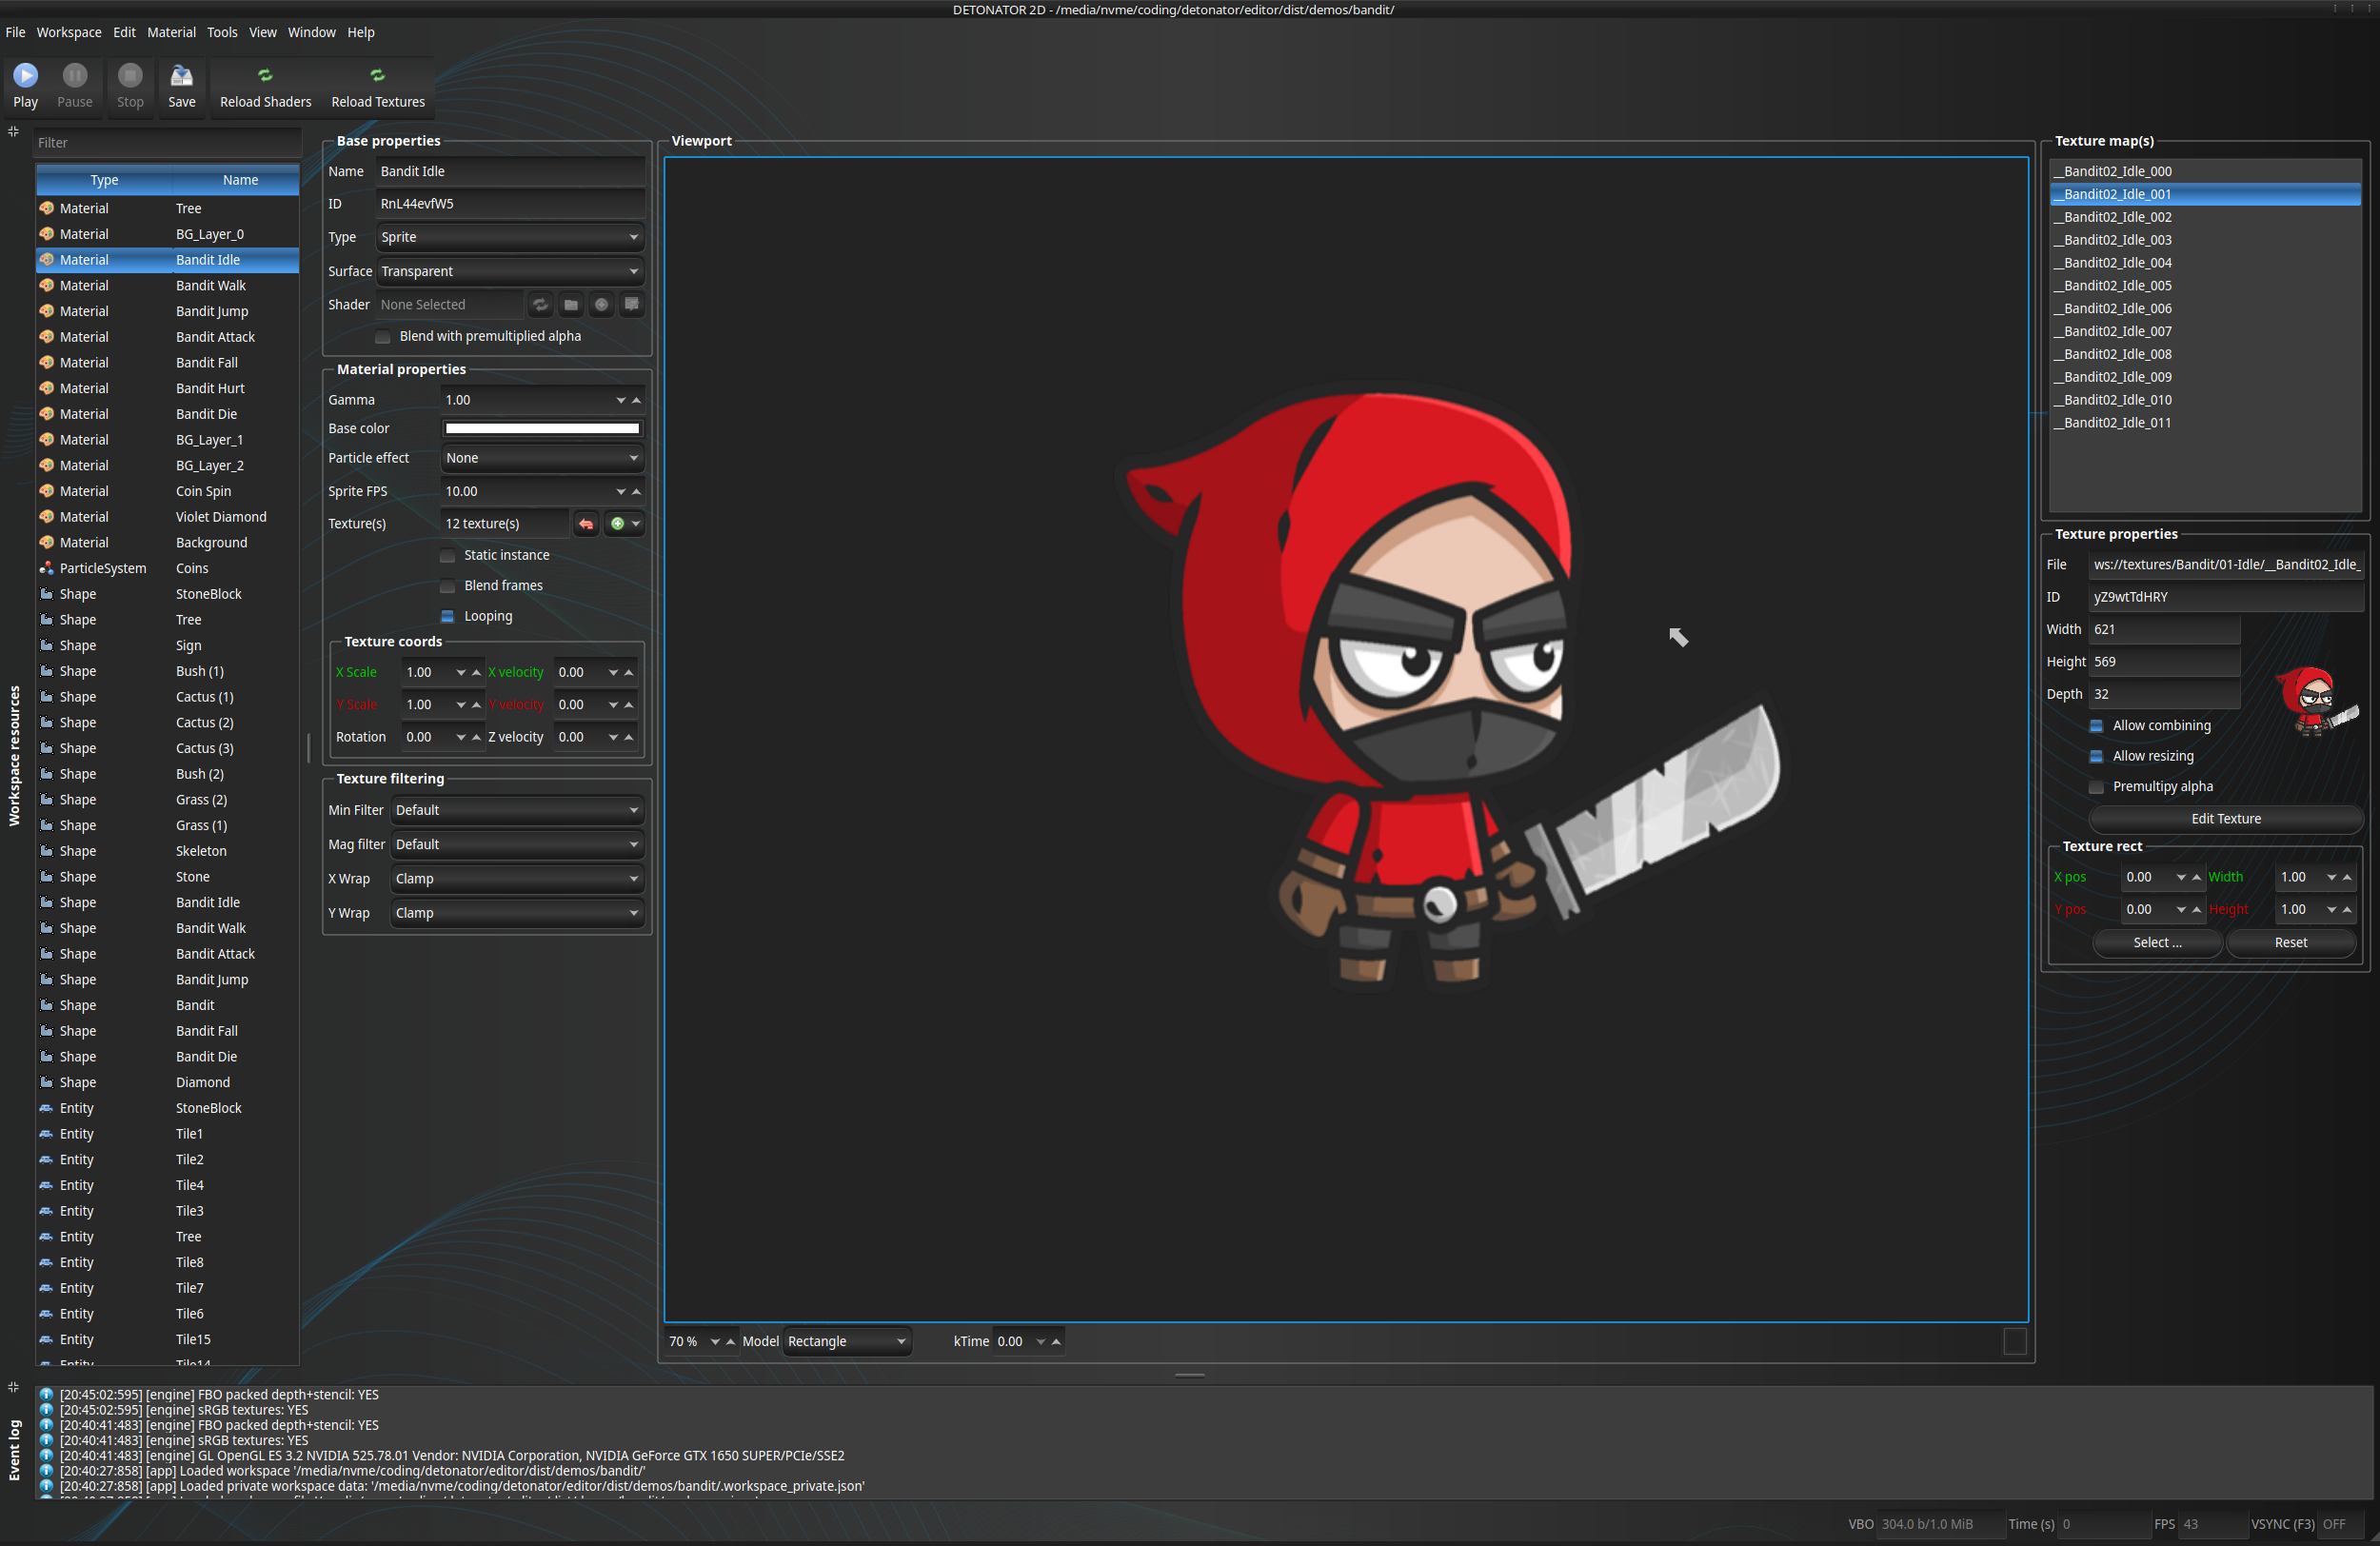 DETONATOR 2D - /media/nvme/coding/detonator/editor/dist/demos/bandit/
File Workspace Edit Material Tools View Window Help
Play Pause Stop Save Reload Shaders Reload Textures
Workspace resources
Filter
Type Name
Material Tree
Material BG_Layer_0
Material Bandit Idle
Material Bandit Walk
Material Bandit Jump
Material Bandit Attack
Material Bandit Fall
Material Bandit Hurt
Material Bandit Die
Material BG_Layer_1
Material BG_Layer_2
Material Coin Spin
Material Violet Diamond
Material Background
ParticleSystem Coins
Shape StoneBlock
Shape Tree
Shape Sign
Shape Bush (1)
Shape Cactus (1)
Shape Cactus (2)
Shape Cactus (3)
Shape Bush (2)
Shape Grass (2)
Shape Grass (1)
Shape Skeleton
Shape Stone
Shape Bandit Idle
Shape Bandit Walk
Shape Bandit Attack
Shape Bandit Jump
Shape Bandit
Shape Bandit Fall
Shape Bandit Die
Shape Diamond
Entity StoneBlock
Entity Tile1
Entity Tile2
Entity Tile4
Entity Tile3
Entity Tree
Entity Tile8
Entity Tile7
Entity Tile6
Entity Tile15
Entity Tile14
Base properties
Name Bandit Idle
ID RnL44evfW5
Type Sprite
Surface Transparent
Shader None Selected
Blend with premultiplied alpha
Material properties
Gamma 1.00
Base color
Particle effect None
Sprite FPS 10.00
Texture(s) 12 texture(s)
Static instance
Blend frames
Looping
Texture coords
X Scale 1.00 X velocity 0.00
Y Scale 1.00 Y velocity 0.00
Rotation 0.00 Z velocity 0.00
Texture filtering
Min Filter Default
Mag filter Default
X Wrap Clamp
Y Wrap Clamp
Viewport
70 % Model Rectangle kTime 0.00
Texture map(s)
__Bandit02_Idle_000
__Bandit02_Idle_001
__Bandit02_Idle_002
__Bandit02_Idle_003
__Bandit02_Idle_004
__Bandit02_Idle_005
__Bandit02_Idle_006
__Bandit02_Idle_007
__Bandit02_Idle_008
__Bandit02_Idle_009
__Bandit02_Idle_010
__Bandit02_Idle_011
Texture properties
File ws://textures/Bandit/01-Idle/__Bandit02_Idle_
ID yZ9wtTdHRY
Width 621
Height 569
Depth 32
Allow combining
Allow resizing
Premultipy alpha
Edit Texture
Texture rect
X pos 0.00 Width 1.00
Y pos 0.00 Height 1.00
Select ... Reset
Event log
[20:45:02:595] [engine] FBO packed depth+stencil: YES
[20:45:02:595] [engine] sRGB textures: YES
[20:40:41:483] [engine] FBO packed depth+stencil: YES
[20:40:41:483] [engine] sRGB textures: YES
[20:40:41:483] [engine] GL OpenGL ES 3.2 NVIDIA 525.78.01 Vendor: NVIDIA Corporation, NVIDIA GeForce GTX 1650 SUPER/PCIe/SSE2
[20:40:27:858] [app] Loaded workspace '/media/nvme/coding/detonator/editor/dist/demos/bandit/'
[20:40:27:858] [app] Loaded private workspace data: '/media/nvme/coding/detonator/editor/dist/demos/bandit/.workspace_private.json'
VBO 304.0 b/1.0 MiB Time (s) 0 FPS 43 VSYNC (F3) OFF